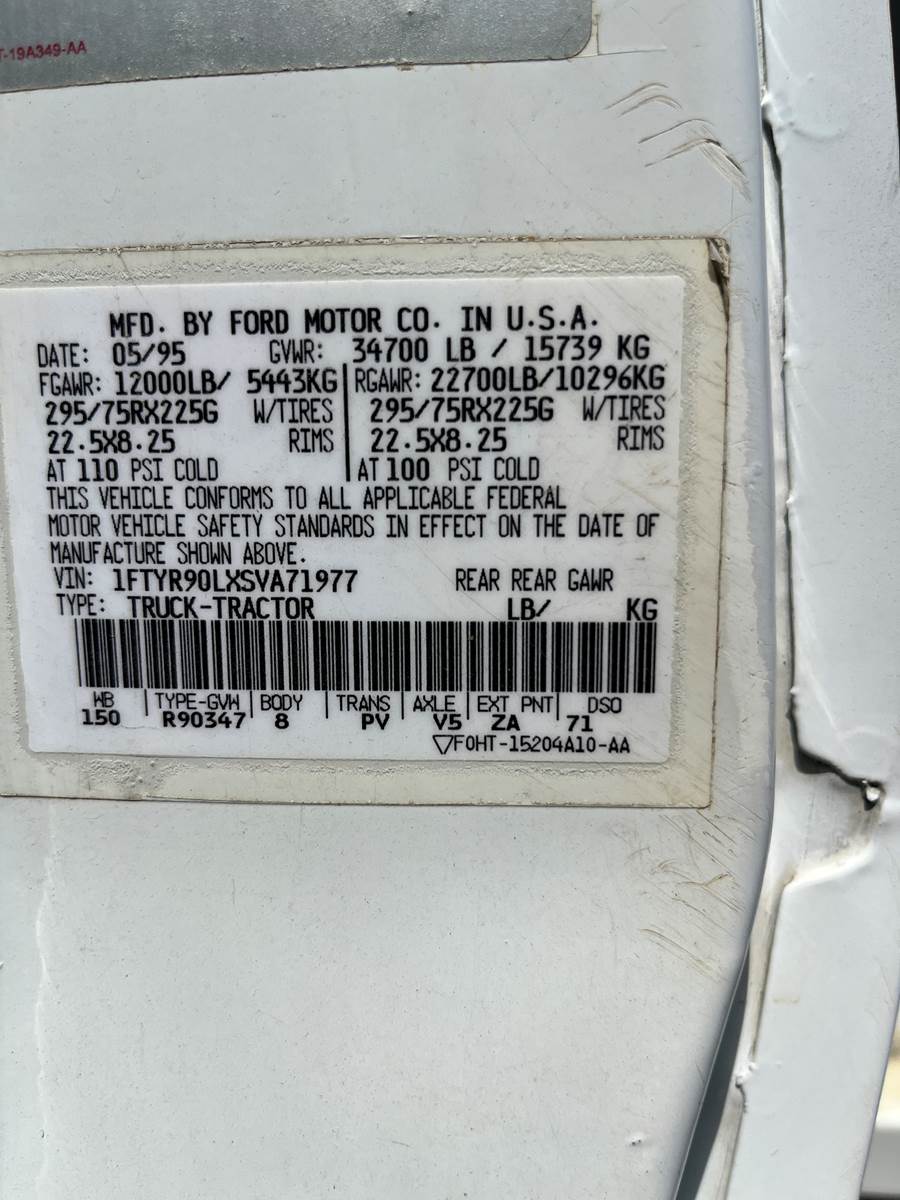 T-19A349-AA
MFD. BY FORD MOTOR CO. IN U.S.A.
DATE: 05/95 GVWR: 34700 LB / 15739 KG
FGAWR: 12000LB/ 5443KG RGAWR: 22700LB/10296KG
295/75RX225G W/TIRES 295/75RX225G W/TIRES
22.5X8.25 RIMS 22.5X8.25 RIMS
AT 110 PSI COLD AT 100 PSI COLD
THIS VEHICLE CONFORMS TO ALL APPLICABLE FEDERAL
MOTOR VEHICLE SAFETY STANDARDS IN EFFECT ON THE DATE OF
MANUFACTURE SHOWN ABOVE.
VIN: 1FTYR90LXSVA71977 REAR REAR GAWR
TYPE: TRUCK-TRACTOR LB/ KG
WB TYPE-GVW BODY TRANS AXLE EXT PNT DSO
150 R90347 8 PV V5 ZA 71
F0HT-15204A10-AA